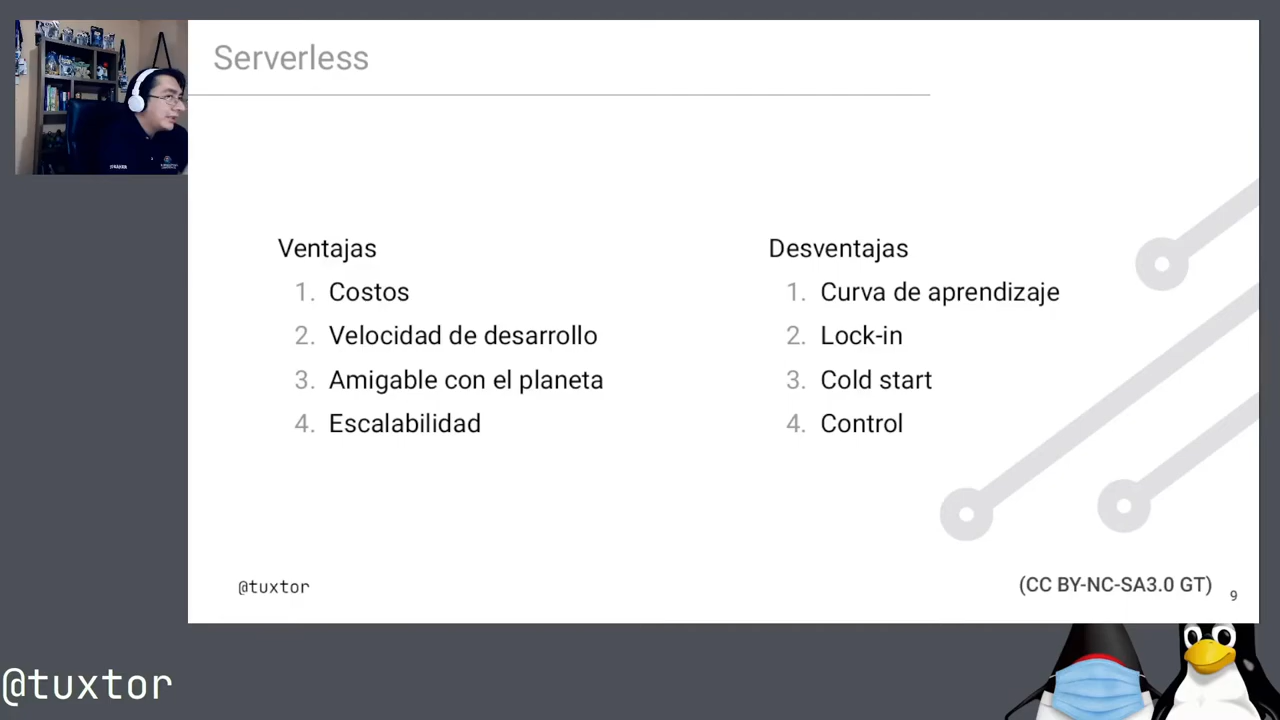 Serverless
Ventajas
1. Costos
2. Velocidad de desarrollo
3. Amigable con el planeta
4. Escalabilidad
Desventajas
1. Curva de aprendizaje
2. Lock-in
3. Cold start
4. Control
@tuxtor
(CC BY-NC-SA3.0 GT)
9
@tuxtor